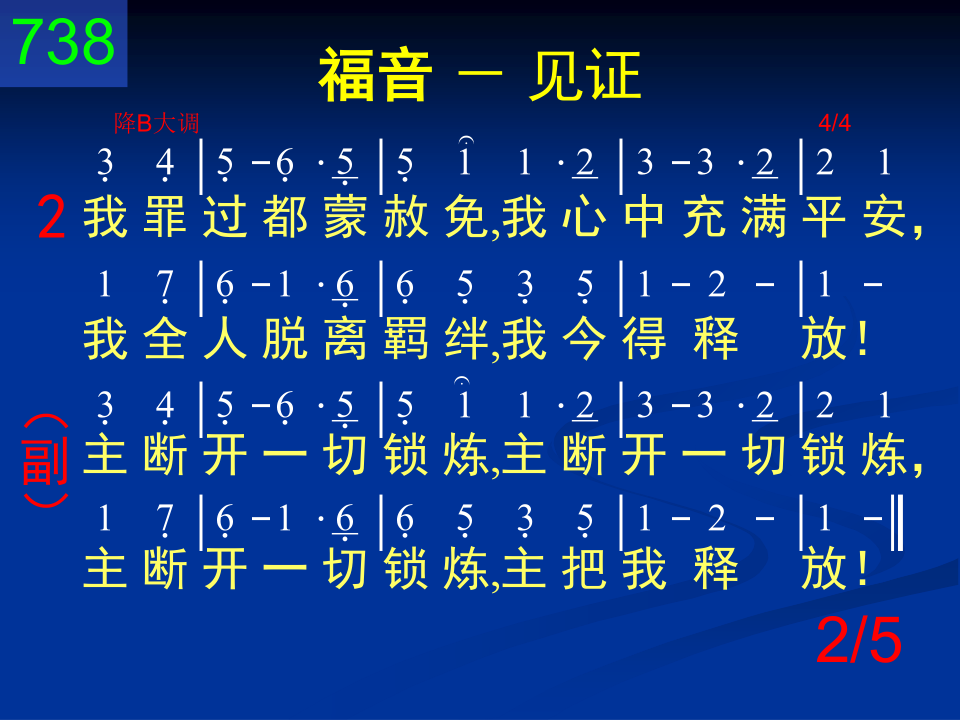 738
福音 － 见证
降B大调 4/4
3 4 | 5 – 6 · 5 | 5 1 1 · 2 | 3 – 3 · 2 | 2 1
2 我罪过都蒙赦免,我心中充满平安，
1 7 | 6 – 1 · 6 | 6 5 3 5 | 1 – 2 – | 1 –
我全人脱离羁绊,我今得释放！
3 4 | 5 – 6 · 5 | 5 1 1 · 2 | 3 – 3 · 2 | 2 1
（副） 主断开一切锁炼,主断开一切锁炼，
1 7 | 6 – 1 · 6 | 6 5 3 5 | 1 – 2 – | 1 – ‖
主断开一切锁炼,主把我释放！
2/5